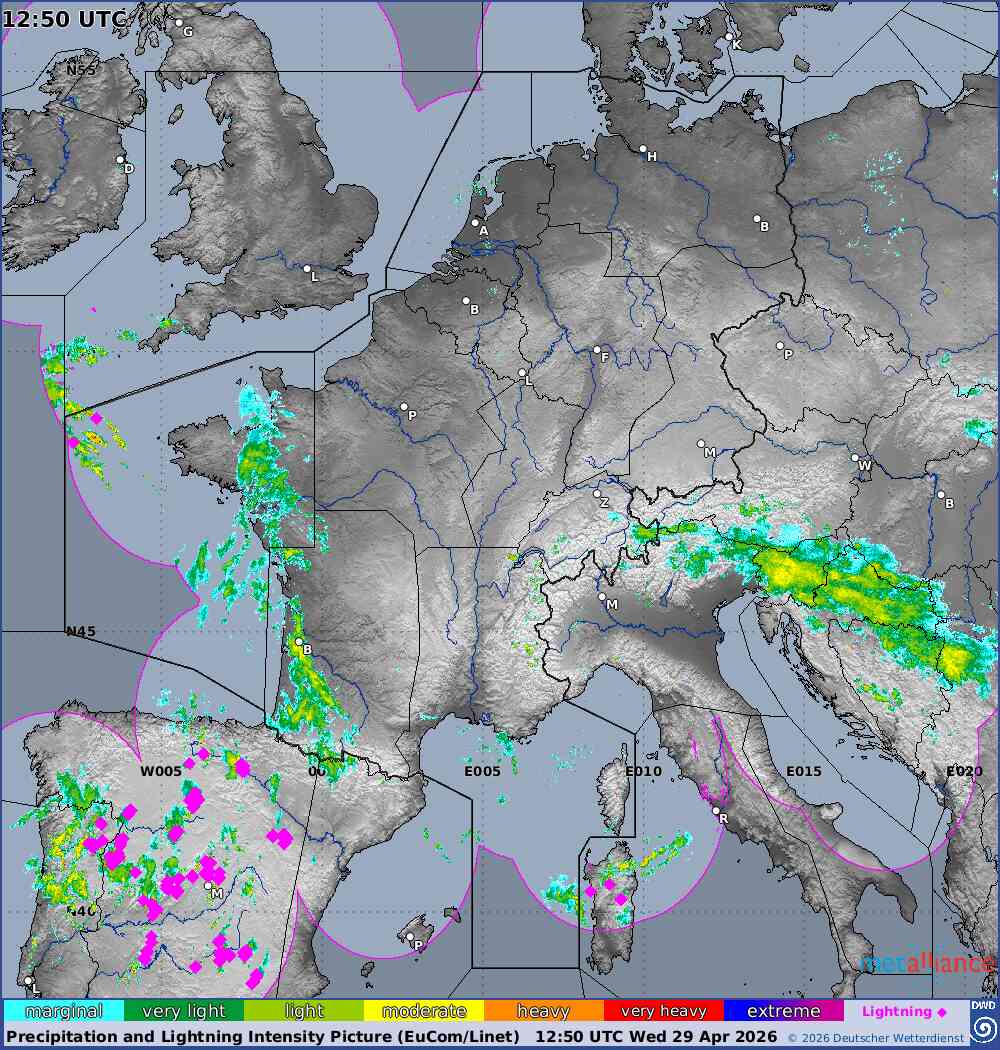 12:50 UTC
G
K
N55
D
H
A
B
L
B
F
P
L
P
M
W
Z
B
M
N45
B
W005
00
E005
E010
E015
E020
R
M
N40
P
L
metalliance
marginal very light light moderate heavy very heavy extreme Lightning
DWD
Precipitation and Lightning Intensity Picture (EuCom/Linet) 12:50 UTC Wed 29 Apr 2026 © 2026 Deutscher Wetterdienst